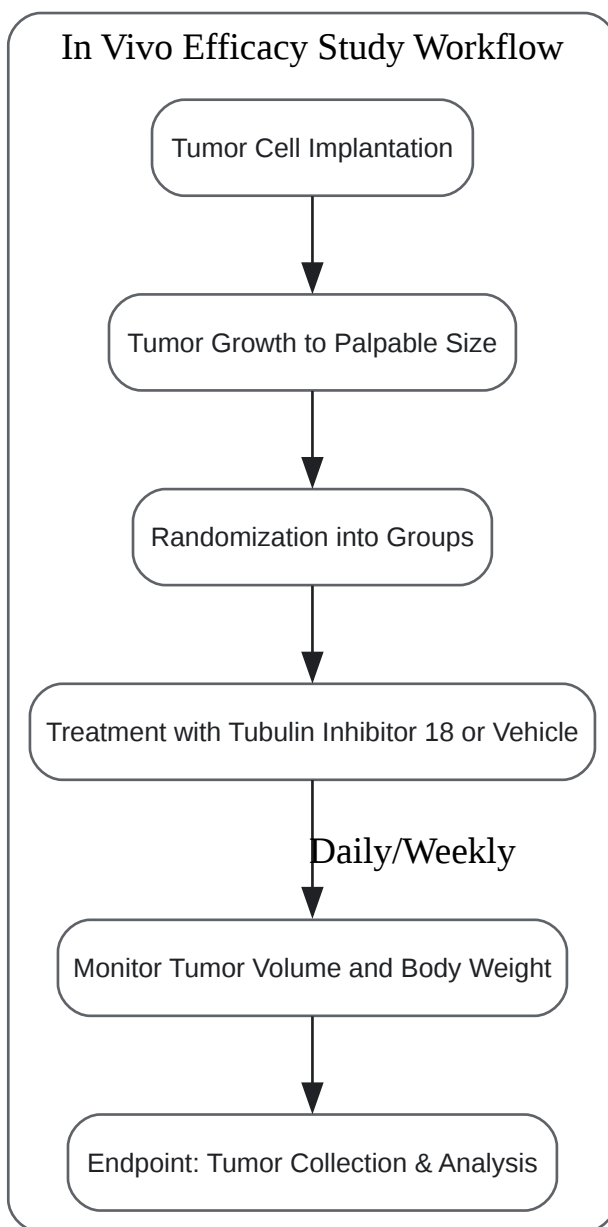 In Vivo Efficacy Study Workflow
Tumor Cell Implantation
Tumor Growth to Palpable Size
Randomization into Groups
Treatment with Tubulin Inhibitor 18 or Vehicle
Daily/Weekly
Monitor Tumor Volume and Body Weight
Endpoint: Tumor Collection & Analysis